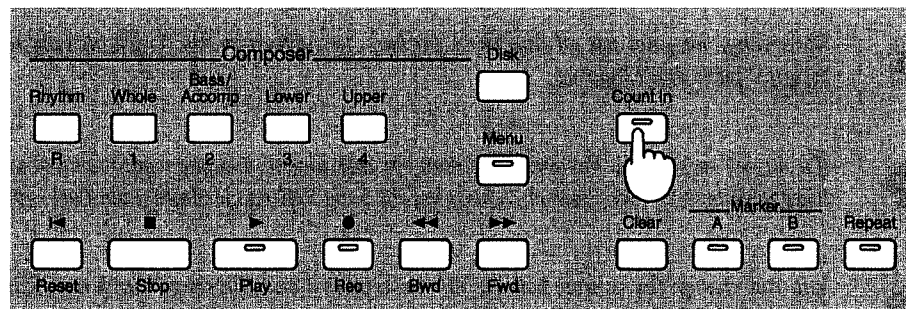 Composer
Disk
Rhythm Whole Bass/
Accomp Lower Upper
Count In
R 1 2 3 4
Menu
Clear
Marker
A B
Repeat
Reset Stop Play Rec Bwd Fwd